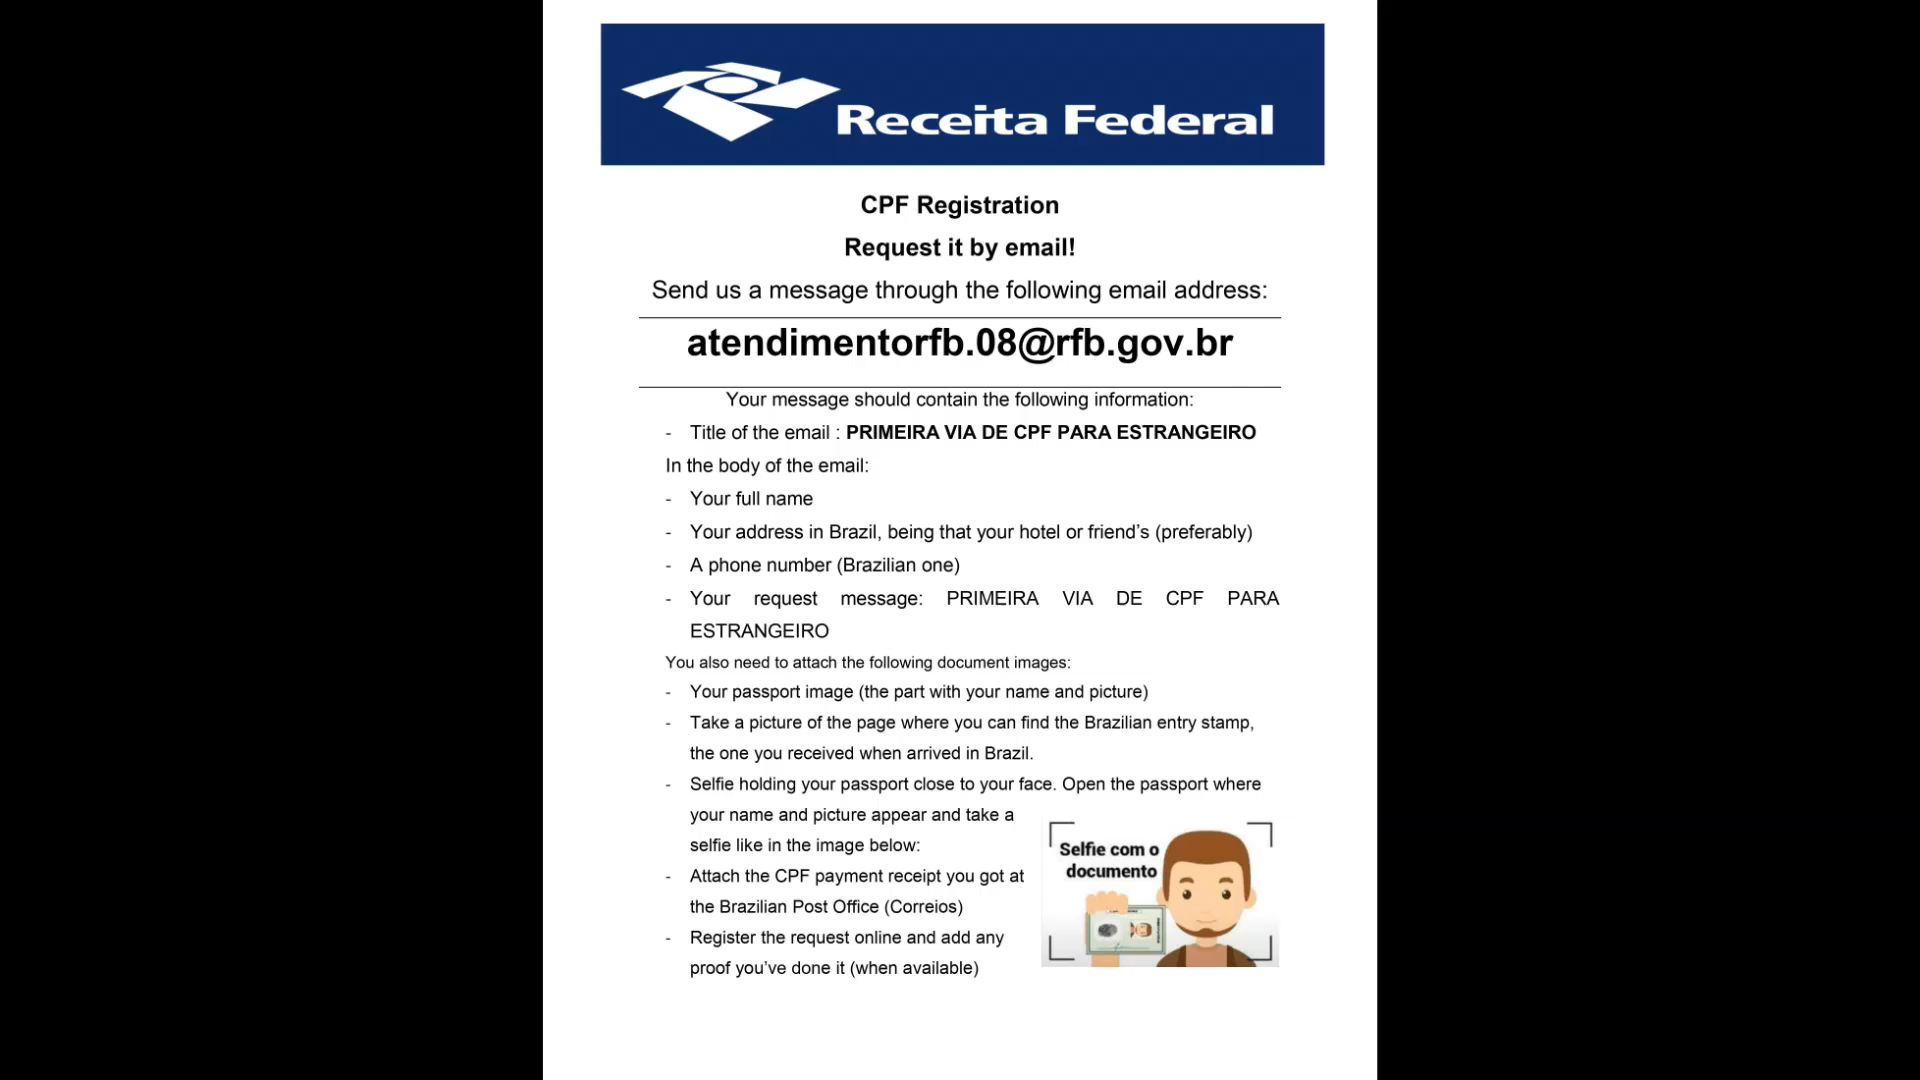 Receita Federal
CPF Registration
Request it by email!
Send us a message through the following email address:
atendimentorfb.08@rfb.gov.br
Your message should contain the following information:
- Title of the email : PRIMEIRA VIA DE CPF PARA ESTRANGEIRO
In the body of the email:
- Your full name
- Your address in Brazil, being that your hotel or friend’s (preferably)
- A phone number (Brazilian one)
- Your request message: PRIMEIRA VIA DE CPF PARA
ESTRANGEIRO
You also need to attach the following document images:
- Your passport image (the part with your name and picture)
- Take a picture of the page where you can find the Brazilian entry stamp,
the one you received when arrived in Brazil.
- Selfie holding your passport close to your face. Open the passport where
your name and picture appear and take a
selfie like in the image below:
- Attach the CPF payment receipt you got at
the Brazilian Post Office (Correios)
- Register the request online and add any
proof you’ve done it (when available)
Selfie com o
documento